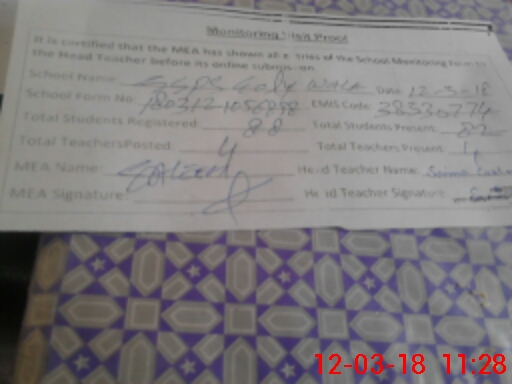 Monitoring Visit Proof
It is certified that the MEA has shown all entries of the School Monitoring Form to
the Head Teacher before its online submission.
School Name GGPS Date 12-3-18
School Form No. EMIS Code: 38330774
Total Students Registered: 88 Total Students Present: 82
Total Teachers Posted: 4 Total Teachers Present:
MEA Name: Head Teacher Name: Saima
MEA Signature: Head Teacher Signature
12-03-18 11:28